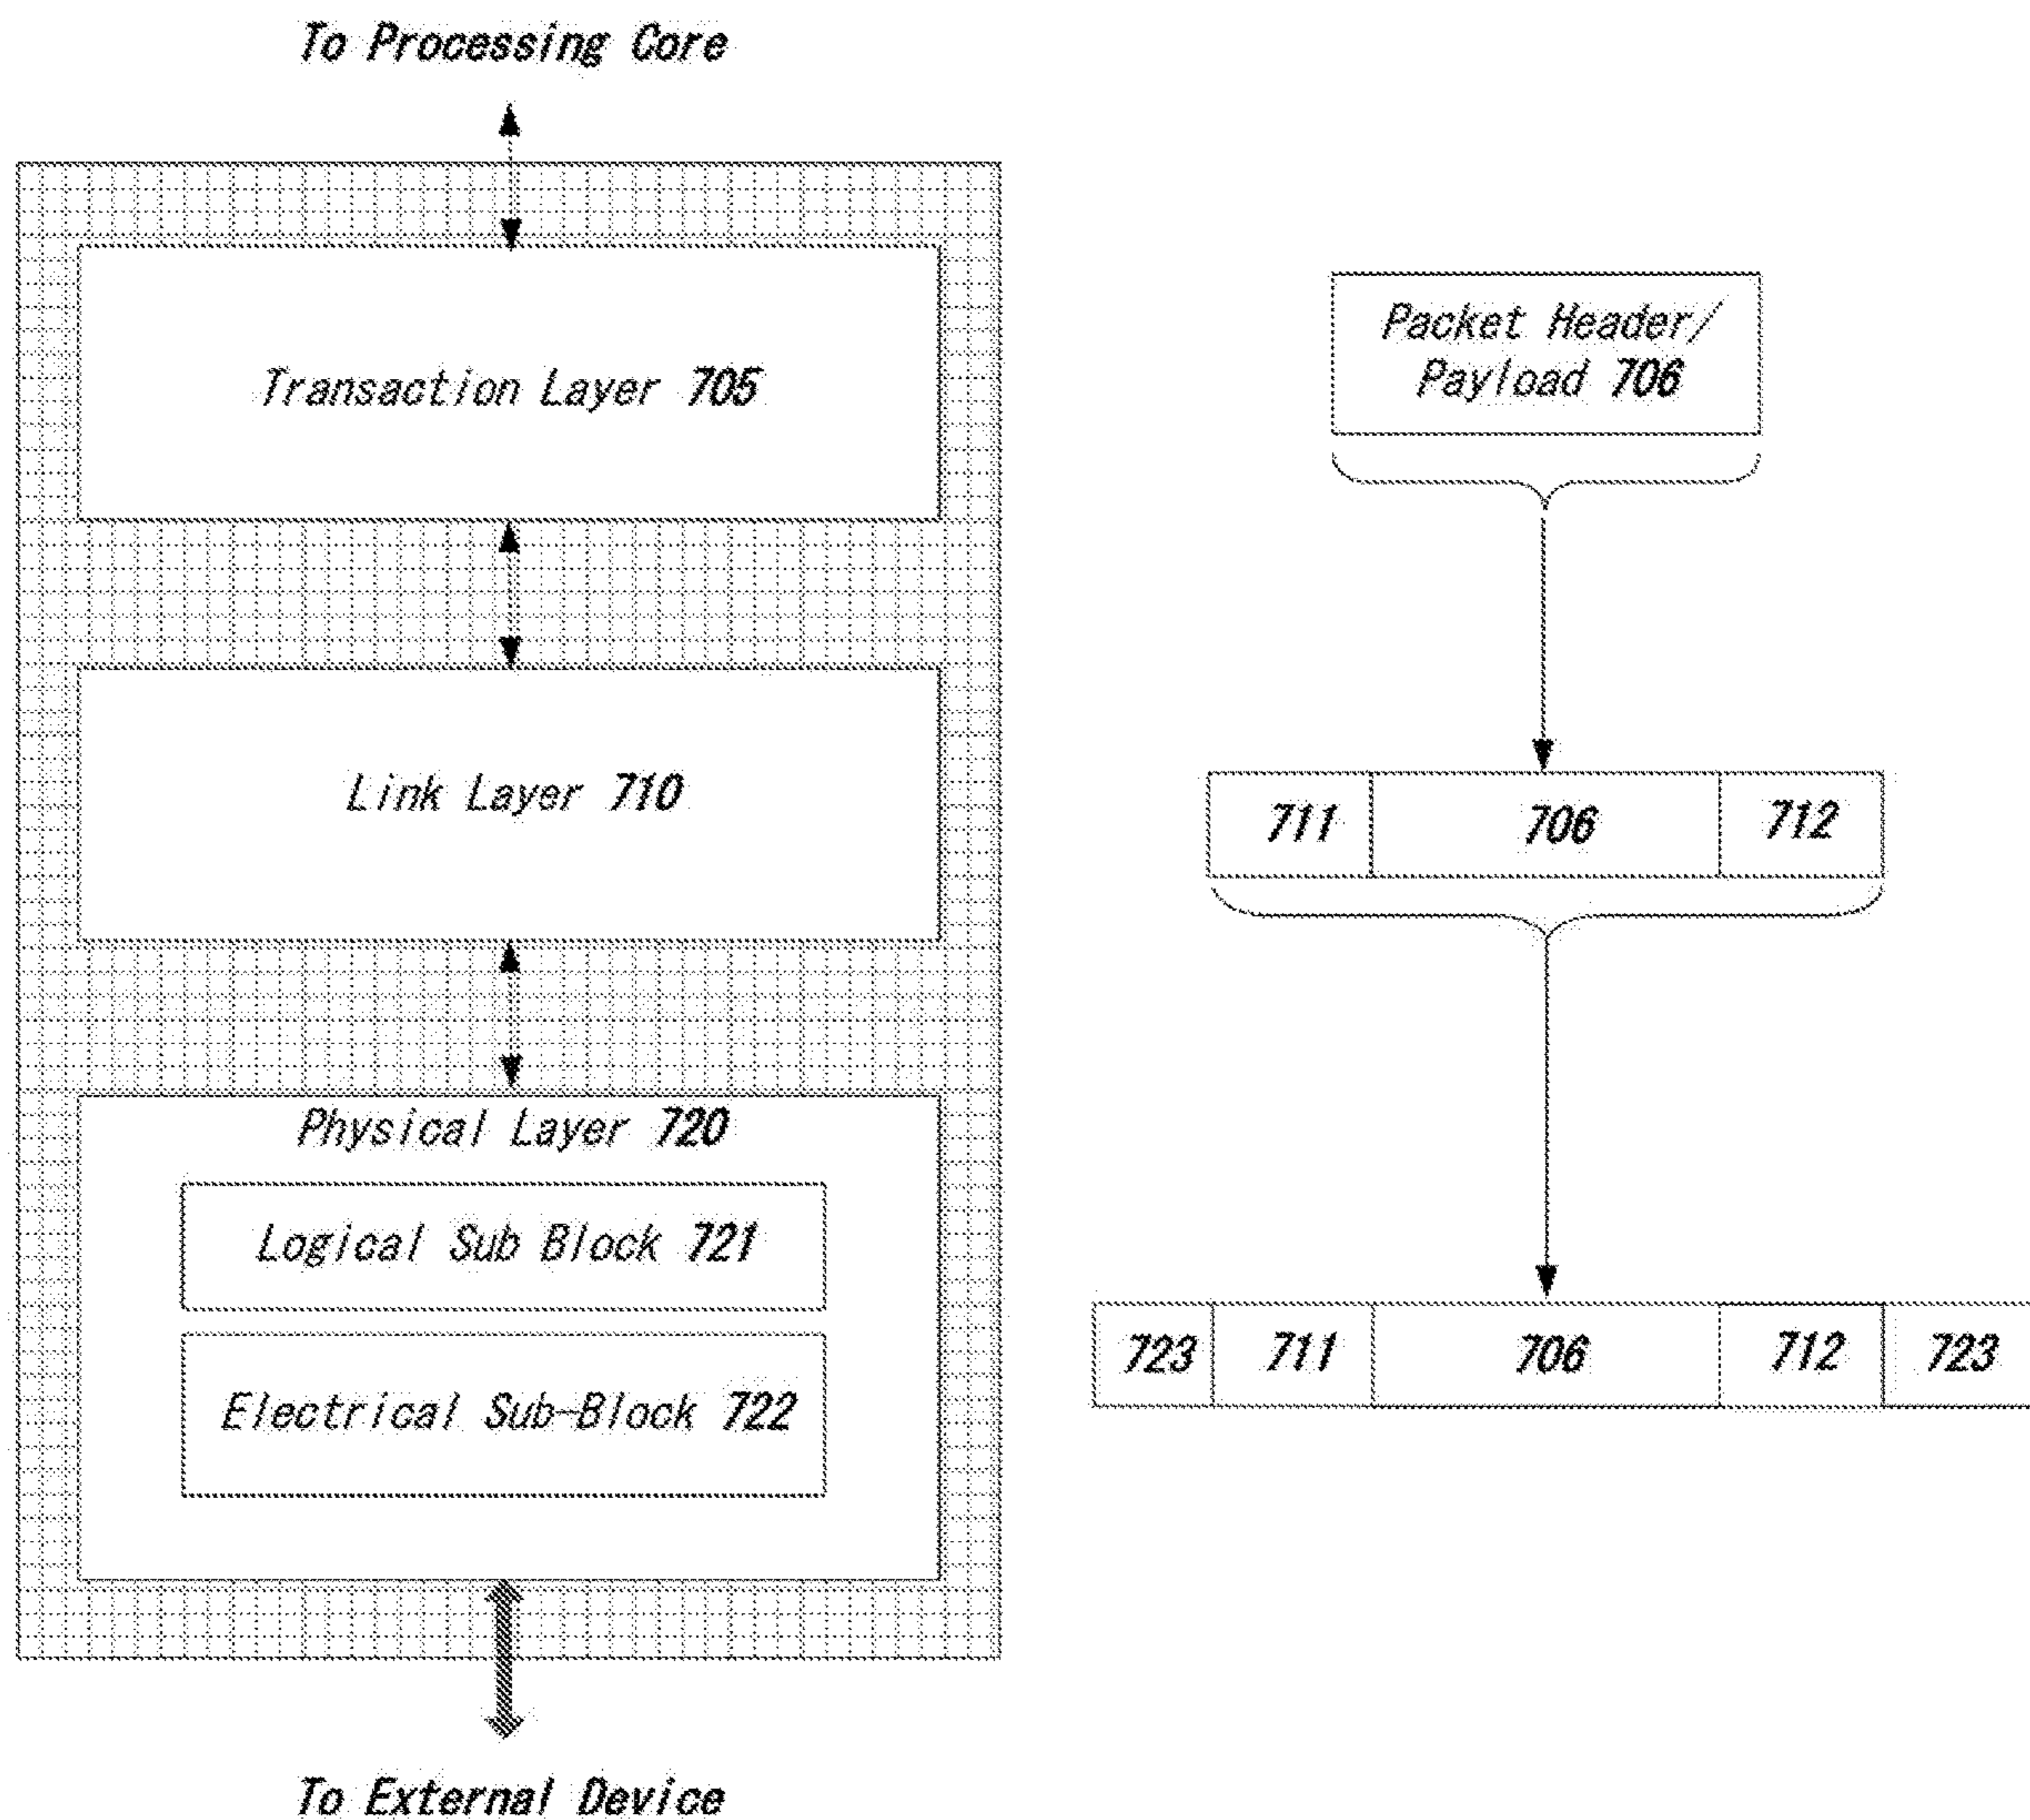 To Processing Core
Transaction Layer 705
Packet Header/
Payload 706
Link Layer 710
711 706 712
Physical Layer 720
Logical Sub Block 721
Electrical Sub-Block 722
723 711 706 712 723
To External Device